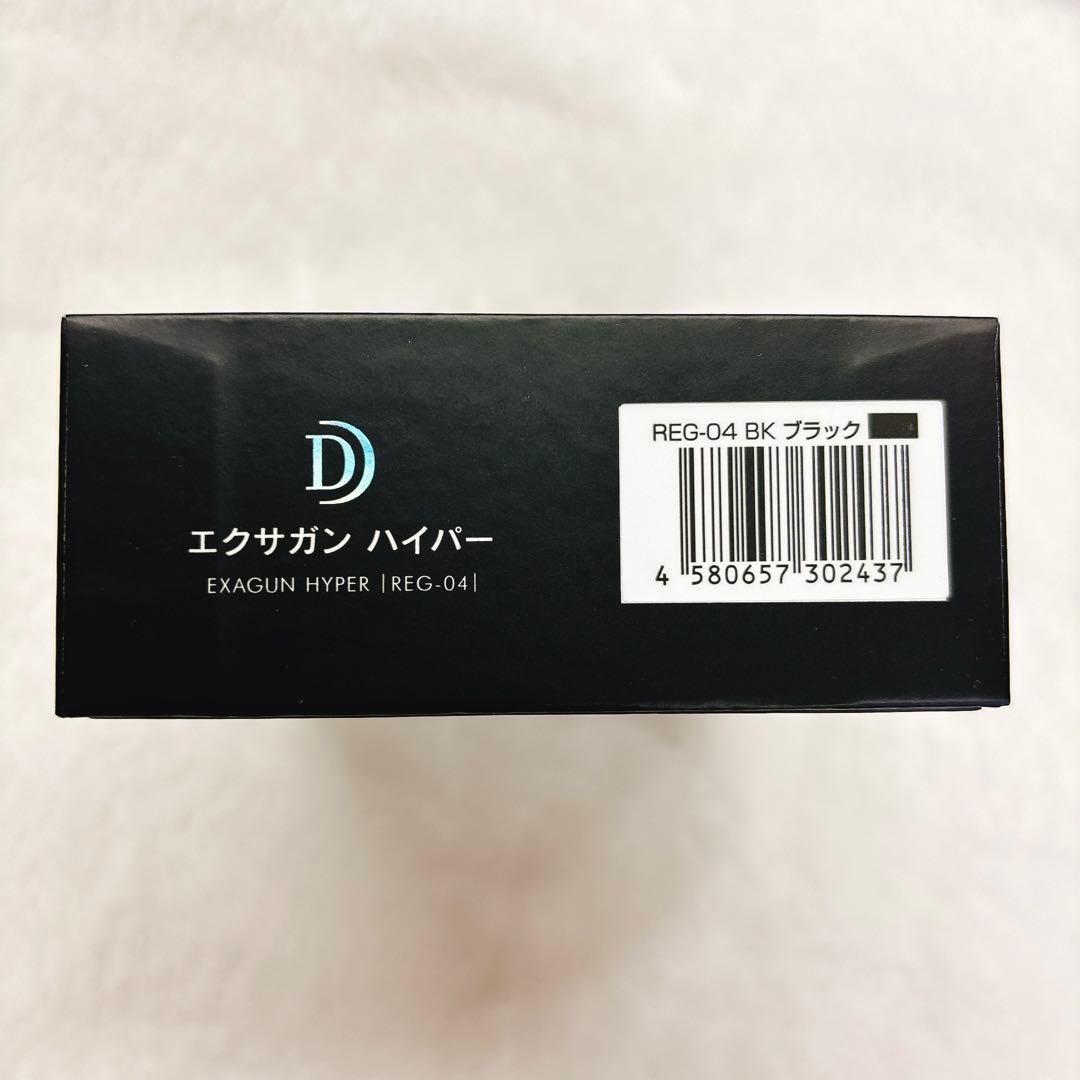 D
エクサガン ハイパー
EXAGUN HYPER |REG-04|
REG-04 BK ブラック
4 580657 302437